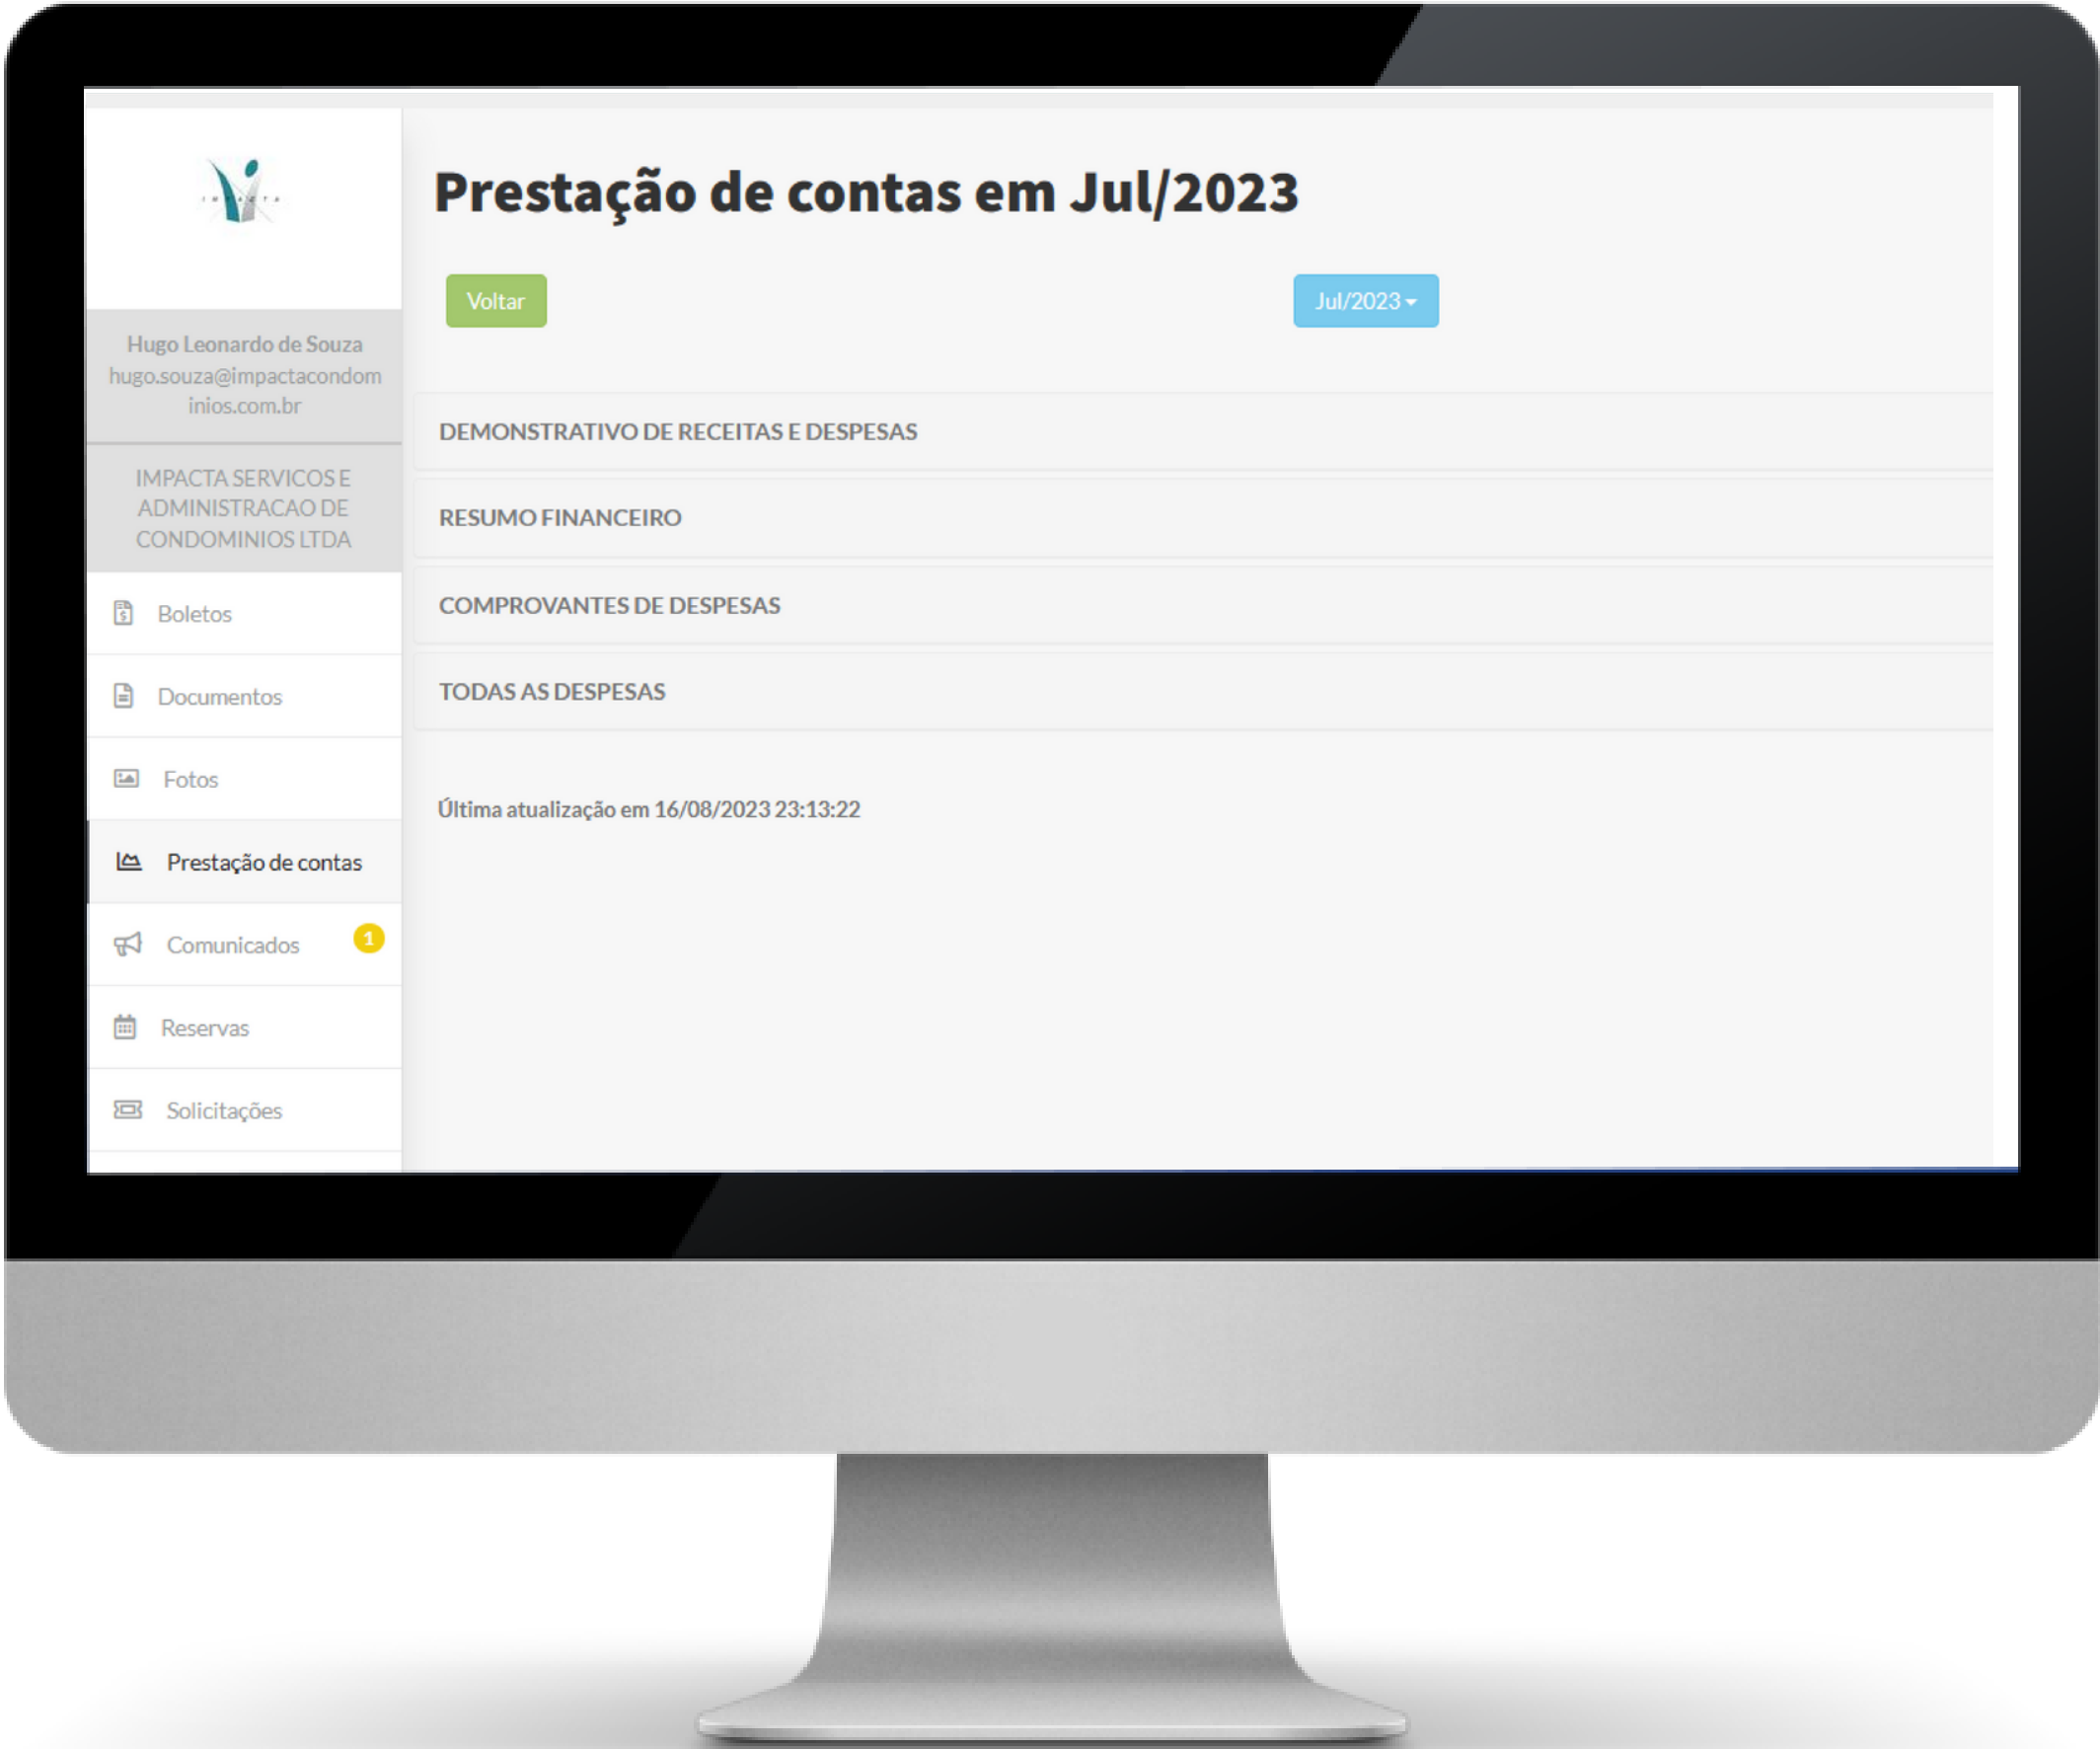 IMPACTA
Hugo Leonardo de Souza
hugo.souza@impactacondom
inios.com.br
IMPACTA SERVICOS E
ADMINISTRACAO DE
CONDOMINIOS LTDA
Boletos
Documentos
Fotos
Prestação de contas
Comunicados 1
Reservas
Solicitações
Prestação de contas em Jul/2023
Voltar
Jul/2023
DEMONSTRATIVO DE RECEITAS E DESPESAS
RESUMO FINANCEIRO
COMPROVANTES DE DESPESAS
TODAS AS DESPESAS
Última atualização em 16/08/2023 23:13:22